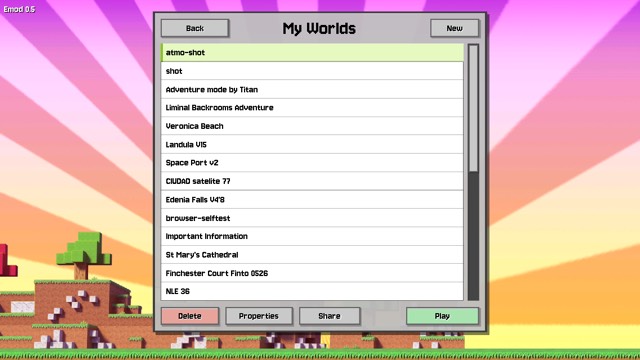 Emod 0.5
Back
My Worlds
New
atmo-shot
shot
Adventure mode by Titan
Liminal Backrooms Adventure
Veronica Beach
Landula V15
Space Port v2
CIUDAD satelite 77
Edenia Falls V4'8
browser-selftest
Important Information
St Mary's Cathedral
Finchester Court Finto 0526
NLE 36
Delete
Properties
Share
Play